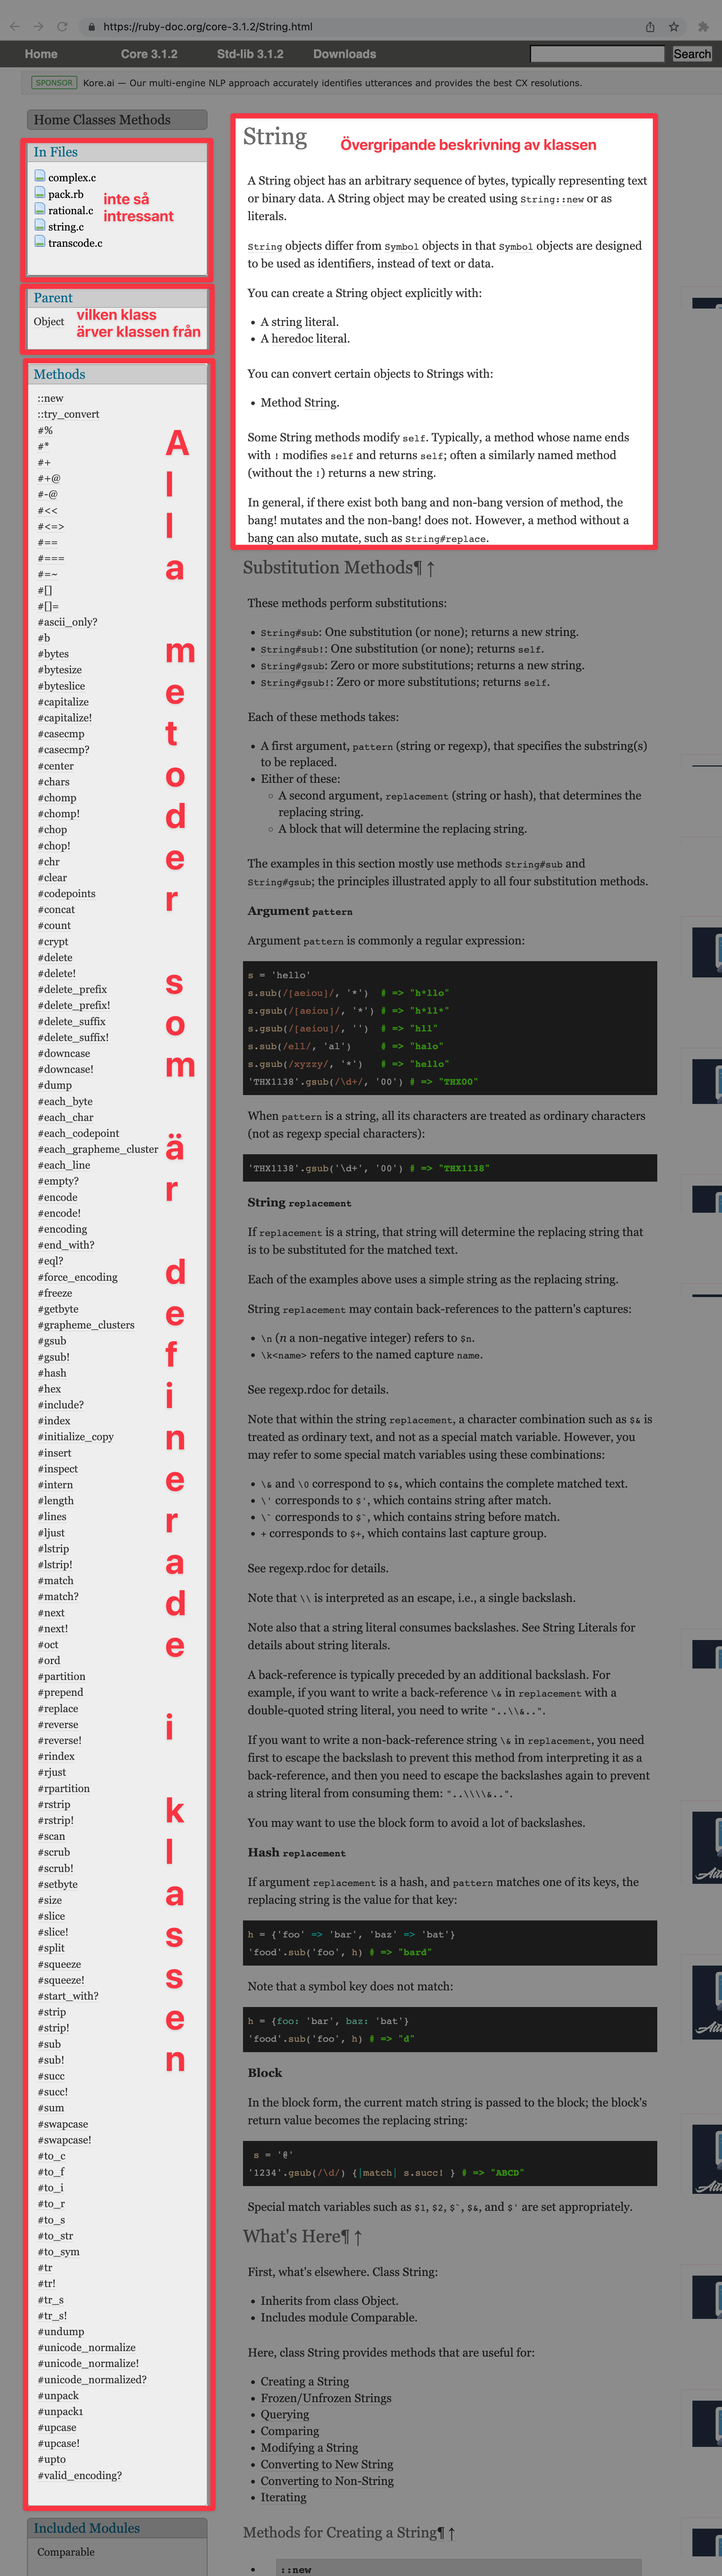 https://ruby-doc.org/core-3.1.2/String.html
Home Core 3.1.2 Std-lib 3.1.2 Downloads Search
SPONSOR Kore.ai — Our multi-engine NLP approach accurately identifies utterances and provides the best CX resolutions.
Home Classes Methods
In Files
complex.c
pack.rb
rational.c
string.c
transcode.c
inte så
intressant
Parent
Object
vilken klass
ärver klassen från
Methods
::new
::try_convert
#%
#*
#+
#+@
#-@
#<<
#<=>
#==
#===
#=~
#[]
#[]=
#ascii_only?
#b
#bytes
#bytesize
#byteslice
#capitalize
#capitalize!
#casecmp
#casecmp?
#center
#chars
#chomp
#chomp!
#chop
#chop!
#chr
#clear
#codepoints
#concat
#count
#crypt
#delete
#delete!
#delete_prefix
#delete_prefix!
#delete_suffix
#delete_suffix!
#downcase
#downcase!
#dump
#each_byte
#each_char
#each_codepoint
#each_grapheme_cluster
#each_line
#empty?
#encode
#encode!
#encoding
#end_with?
#eql?
#force_encoding
#freeze
#getbyte
#grapheme_clusters
#gsub
#gsub!
#hash
#hex
#include?
#index
#initialize_copy
#insert
#inspect
#intern
#length
#lines
#ljust
#lstrip
#lstrip!
#match
#match?
#next
#next!
#oct
#ord
#partition
#prepend
#replace
#reverse
#reverse!
#rindex
#rjust
#rpartition
#rstrip
#rstrip!
#scan
#scrub
#scrub!
#setbyte
#size
#slice
#slice!
#split
#squeeze
#squeeze!
#start_with?
#strip
#strip!
#sub
#sub!
#succ
#succ!
#sum
#swapcase
#swapcase!
#to_c
#to_f
#to_i
#to_r
#to_s
#to_str
#to_sym
#tr
#tr!
#tr_s
#tr_s!
#undump
#unicode_normalize
#unicode_normalize!
#unicode_normalized?
#unpack
#unpack1
#upcase
#upcase!
#upto
#valid_encoding?
Alla metoder som är definerade i klassen
Included Modules
Comparable
String
Övergripande beskrivning av klassen
A String object has an arbitrary sequence of bytes, typically representing text
or binary data. A String object may be created using String::new or as
literals.
String objects differ from Symbol objects in that Symbol objects are designed
to be used as identifiers, instead of text or data.
You can create a String object explicitly with:
• A string literal.
• A heredoc literal.
You can convert certain objects to Strings with:
• Method String.
Some String methods modify self. Typically, a method whose name ends
with ! modifies self and returns self; often a similarly named method
(without the !) returns a new string.
In general, if there exist both bang and non-bang version of method, the
bang! mutates and the non-bang! does not. However, a method without a
bang can also mutate, such as String#replace.
Substitution Methods¶ ↑
These methods perform substitutions:
• String#sub: One substitution (or none); returns a new string.
• String#sub!: One substitution (or none); returns self.
• String#gsub: Zero or more substitutions; returns a new string.
• String#gsub!: Zero or more substitutions; returns self.
Each of these methods takes:
• A first argument, pattern (string or regexp), that specifies the substring(s)
to be replaced.
• Either of these:
◦ A second argument, replacement (string or hash), that determines the
replacing string.
◦ A block that will determine the replacing string.
The examples in this section mostly use methods String#sub and
String#gsub; the principles illustrated apply to all four substitution methods.
Argument pattern
Argument pattern is commonly a regular expression:
s = 'hello'
s.sub(/[aeiou]/, '*') # => "h*llo"
s.gsub(/[aeiou]/, '*') # => "h*ll*"
s.gsub(/[aeiou]/, '') # => "hll"
s.sub(/ell/, 'al') # => "halo"
s.gsub(/xyzzy/, '*') # => "hello"
'THX1138'.gsub(/\d+/, '00') # => "THX00"
When pattern is a string, all its characters are treated as ordinary characters
(not as regexp special characters):
'THX1138'.gsub('\d+', '00') # => "THX1138"
String replacement
If replacement is a string, that string will determine the replacing string that
is to be substituted for the matched text.
Each of the examples above uses a simple string as the replacing string.
String replacement may contain back-references to the pattern's captures:
• \n (n a non-negative integer) refers to $n.
• \k<name> refers to the named capture name.
See regexp.rdoc for details.
Note that within the string replacement, a character combination such as $& is
treated as ordinary text, and not as a special match variable. However, you
may refer to some special match variables using these combinations:
• \& and \0 correspond to $&, which contains the complete matched text.
• \' corresponds to $', which contains string after match.
• \` corresponds to $`, which contains string before match.
• + corresponds to $+, which contains last capture group.
See regexp.rdoc for details.
Note that \\ is interpreted as an escape, i.e., a single backslash.
Note also that a string literal consumes backslashes. See String Literals for
details about string literals.
A back-reference is typically preceded by an additional backslash. For
example, if you want to write a back-reference \& in replacement with a
double-quoted string literal, you need to write "..\\&..".
If you want to write a non-back-reference string \& in replacement, you need
first to escape the backslash to prevent this method from interpreting it as a
back-reference, and then you need to escape the backslashes again to prevent
a string literal from consuming them: "..\\\\&..".
You may want to use the block form to avoid a lot of backslashes.
Hash replacement
If argument replacement is a hash, and pattern matches one of its keys, the
replacing string is the value for that key:
h = {'foo' => 'bar', 'baz' => 'bat'}
'food'.sub('foo', h) # => "bard"
Note that a symbol key does not match:
h = {foo: 'bar', baz: 'bat'}
'food'.sub('foo', h) # => "d"
Block
In the block form, the current match string is passed to the block; the block's
return value becomes the replacing string:
s = '@'
'1234'.gsub(/\d/) {|match| s.succ! } # => "ABCD"
Special match variables such as $1, $2, $`, $&, and $' are set appropriately.
What's Here¶ ↑
First, what's elsewhere. Class String:
• Inherits from class Object.
• Includes module Comparable.
Here, class String provides methods that are useful for:
• Creating a String
• Frozen/Unfrozen Strings
• Querying
• Comparing
• Modifying a String
• Converting to New String
• Converting to Non-String
• Iterating
Methods for Creating a String¶ ↑
• ::new